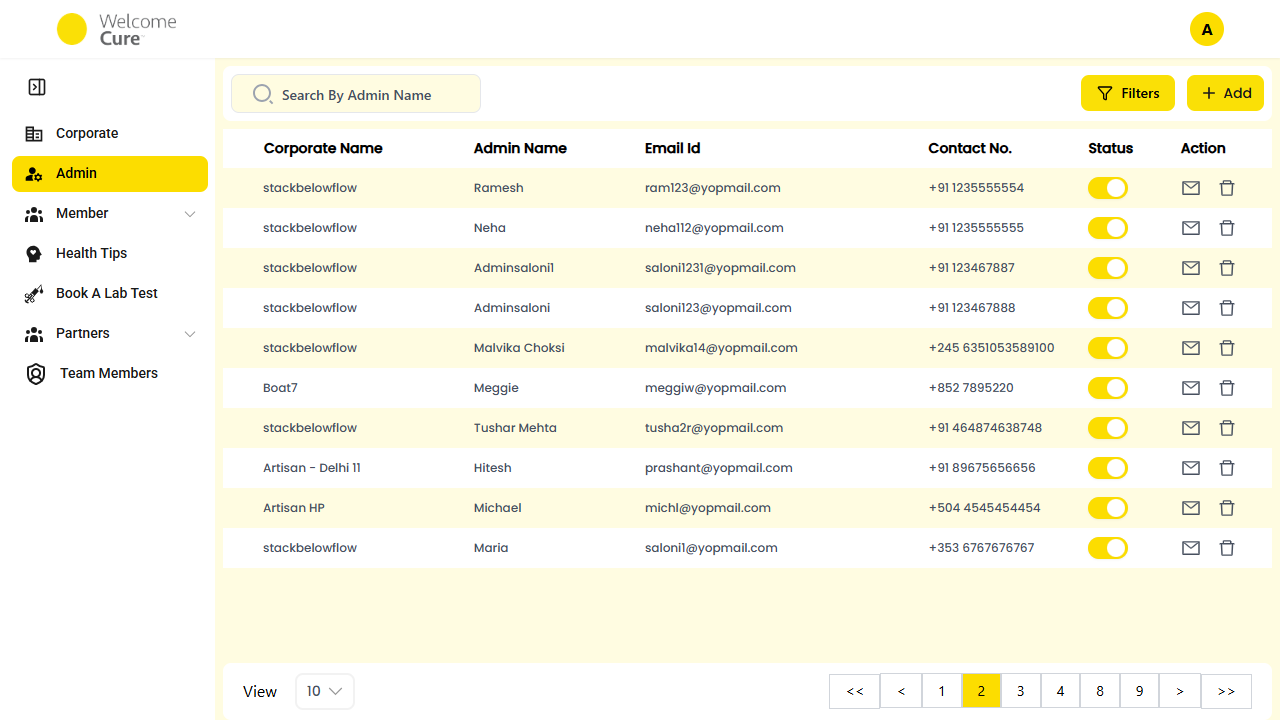 Welcome
Cure™
A
Search By Admin Name
Filters
Add
Corporate
Admin
Member
Health Tips
Book A Lab Test
Partners
Team Members
Corporate Name Admin Name Email Id Contact No. Status Action
stackbelowflow Ramesh ram123@yopmail.com +91 1235555554
stackbelowflow Neha neha112@yopmail.com +91 1235555555
stackbelowflow Adminsaloni1 saloni1231@yopmail.com +91 123467887
stackbelowflow Adminsaloni saloni123@yopmail.com +91 123467888
stackbelowflow Malvika Choksi malvika14@yopmail.com +245 6351053589100
Boat7 Meggie meggiw@yopmail.com +852 7895220
stackbelowflow Tushar Mehta tusha2r@yopmail.com +91 464874638748
Artisan - Delhi 11 Hitesh prashant@yopmail.com +91 89675656656
Artisan HP Michael michl@yopmail.com +504 4545454454
stackbelowflow Maria saloni1@yopmail.com +353 6767676767
View 10 << < 1 2 3 4 8 9 > >>